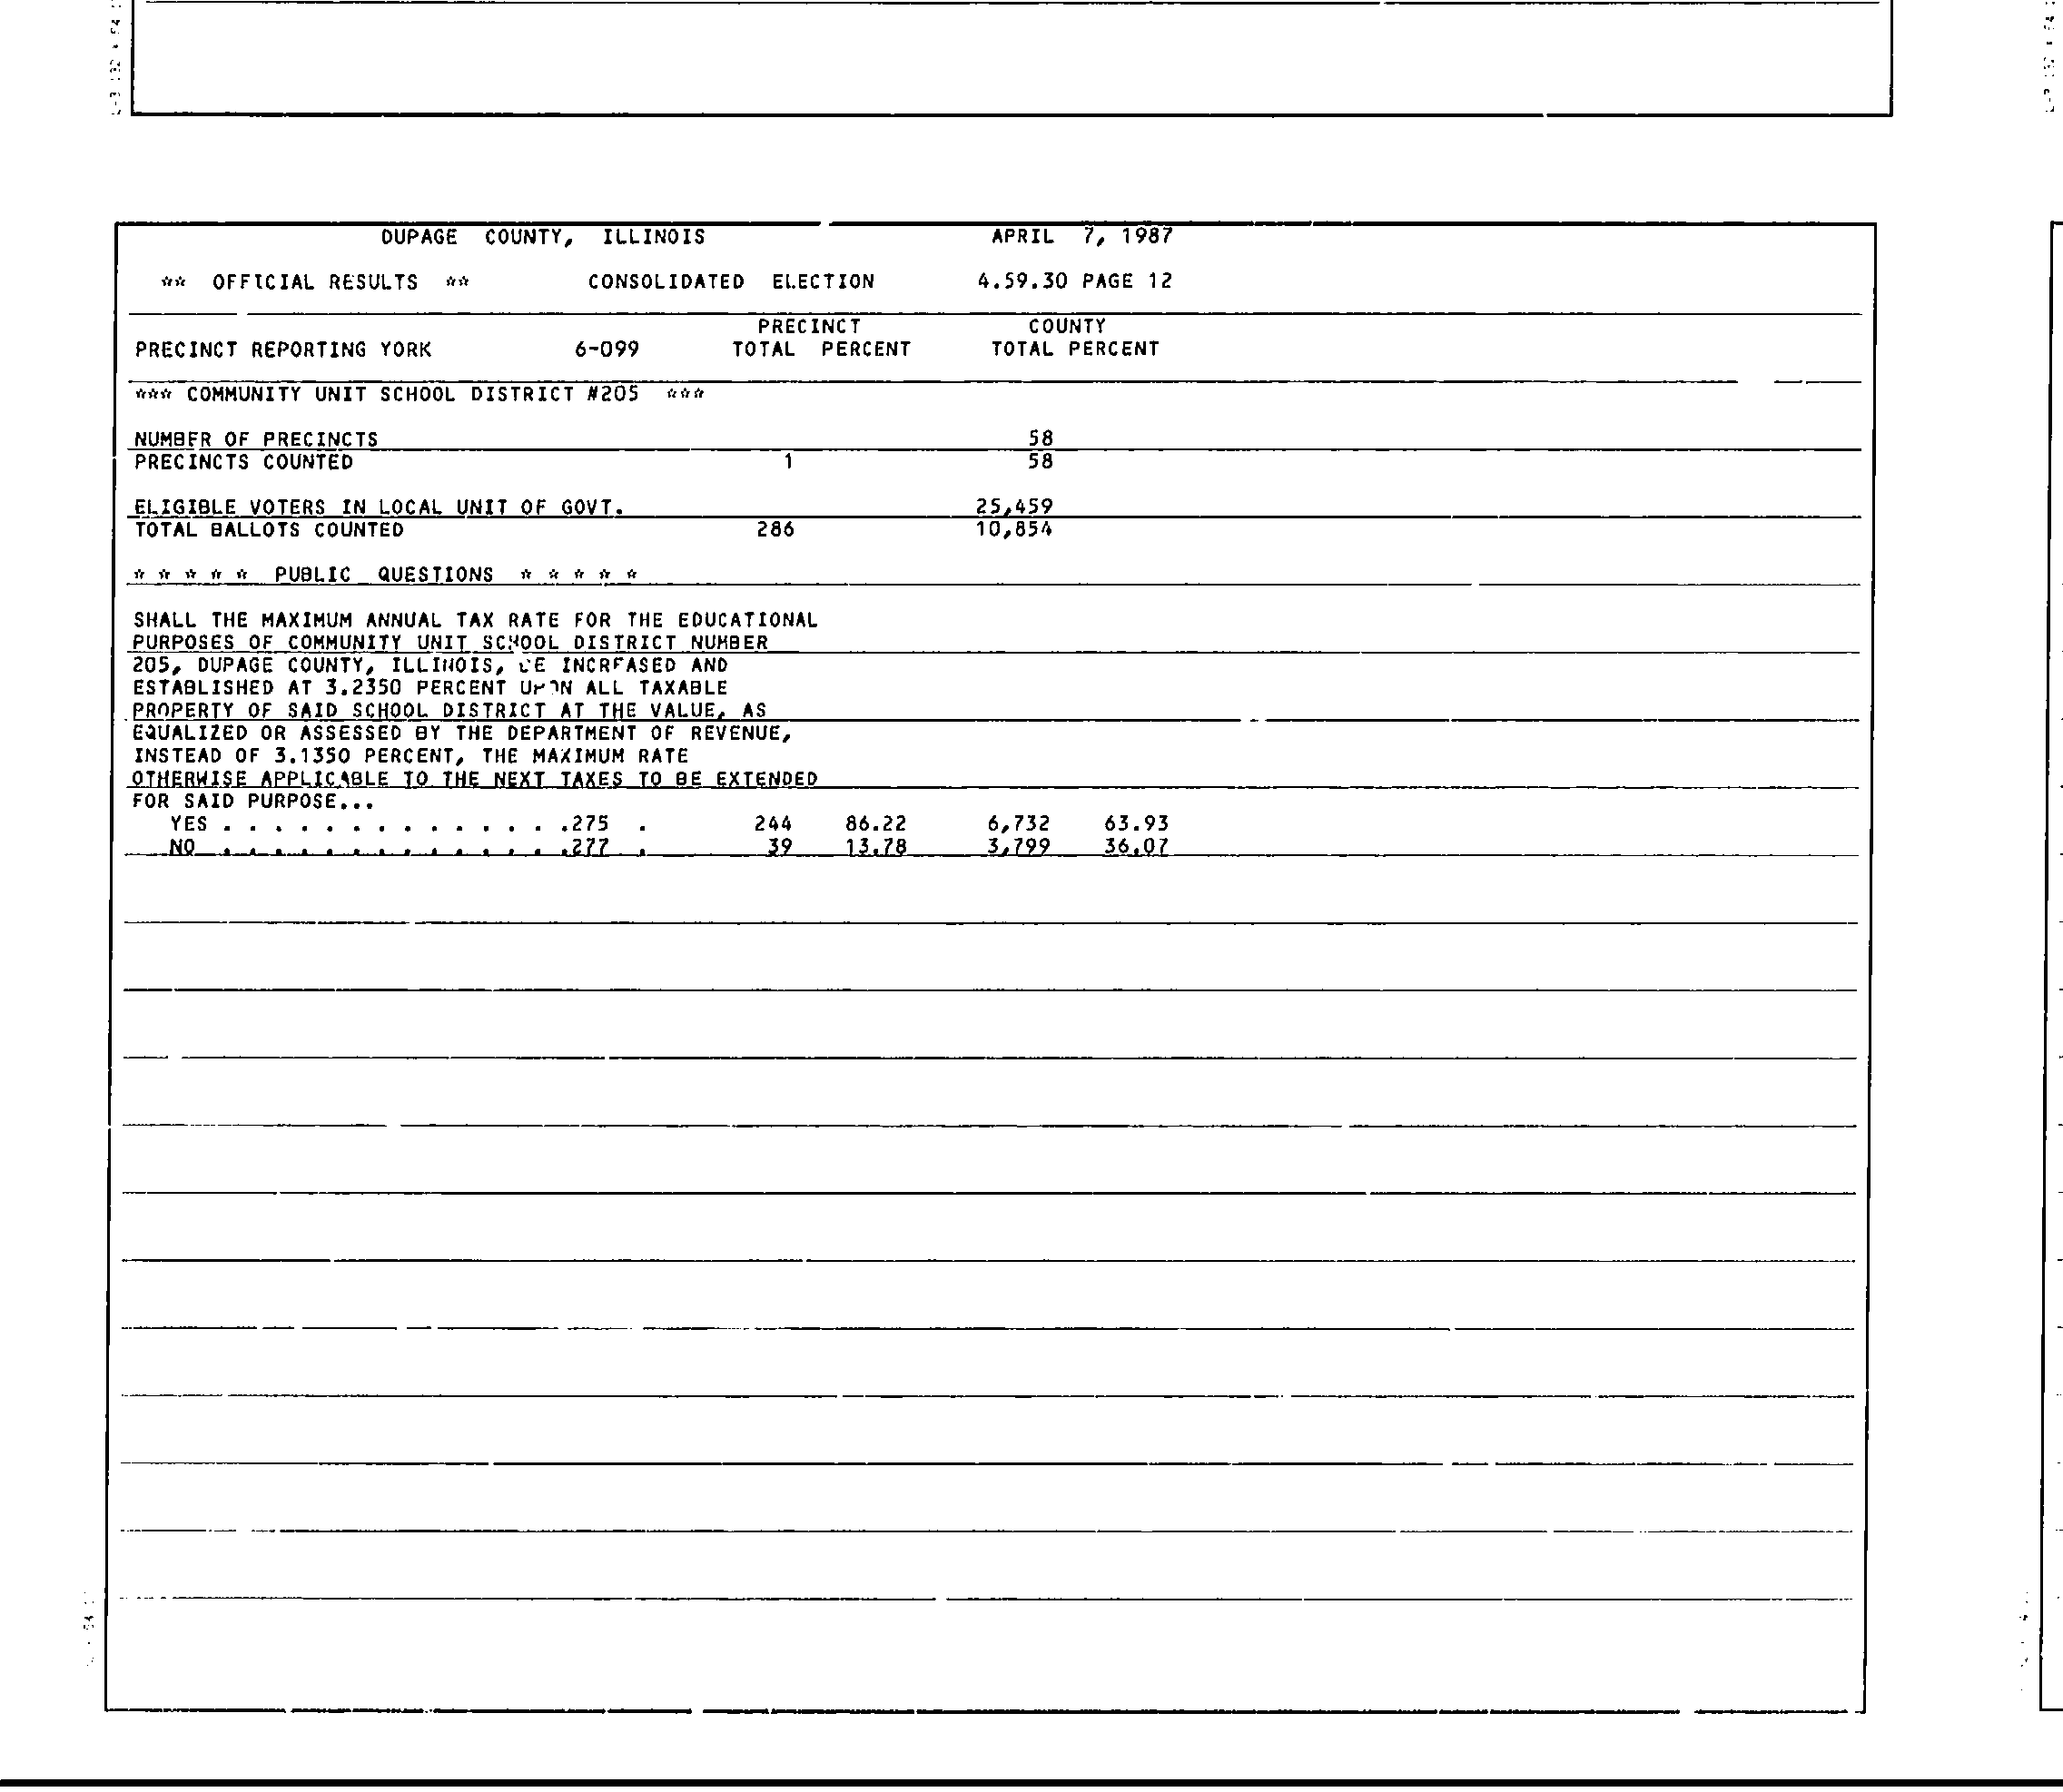 DUPAGE COUNTY, ILLINOIS APRIL 7, 1987
** OFFICIAL RESULTS ** CONSOLIDATED ELECTION 4.59.30 PAGE 12
PRECINCT COUNTY
PRECINCT REPORTING YORK 6-099 TOTAL PERCENT TOTAL PERCENT
*** COMMUNITY UNIT SCHOOL DISTRICT #205 ***
NUMBER OF PRECINCTS 58
PRECINCTS COUNTED 1 58
ELIGIBLE VOTERS IN LOCAL UNIT OF GOVT. 25,459
TOTAL BALLOTS COUNTED 286 10,854
* * * * * PUBLIC QUESTIONS * * * * *
SHALL THE MAXIMUM ANNUAL TAX RATE FOR THE EDUCATIONAL
PURPOSES OF COMMUNITY UNIT SCHOOL DISTRICT NUMBER
205, DUPAGE COUNTY, ILLINOIS, BE INCREASED AND
ESTABLISHED AT 3.2350 PERCENT UPON ALL TAXABLE
PROPERTY OF SAID SCHOOL DISTRICT AT THE VALUE, AS
EQUALIZED OR ASSESSED BY THE DEPARTMENT OF REVENUE,
INSTEAD OF 3.1350 PERCENT, THE MAXIMUM RATE
OTHERWISE APPLICABLE TO THE NEXT TAXES TO BE EXTENDED
FOR SAID PURPOSE...
YES . . . . . . . . . . . . . .275 . 244 86.22 6,732 63.93
NO . . . . . . . . . . . . . .277 . 39 13.78 3,799 36.07